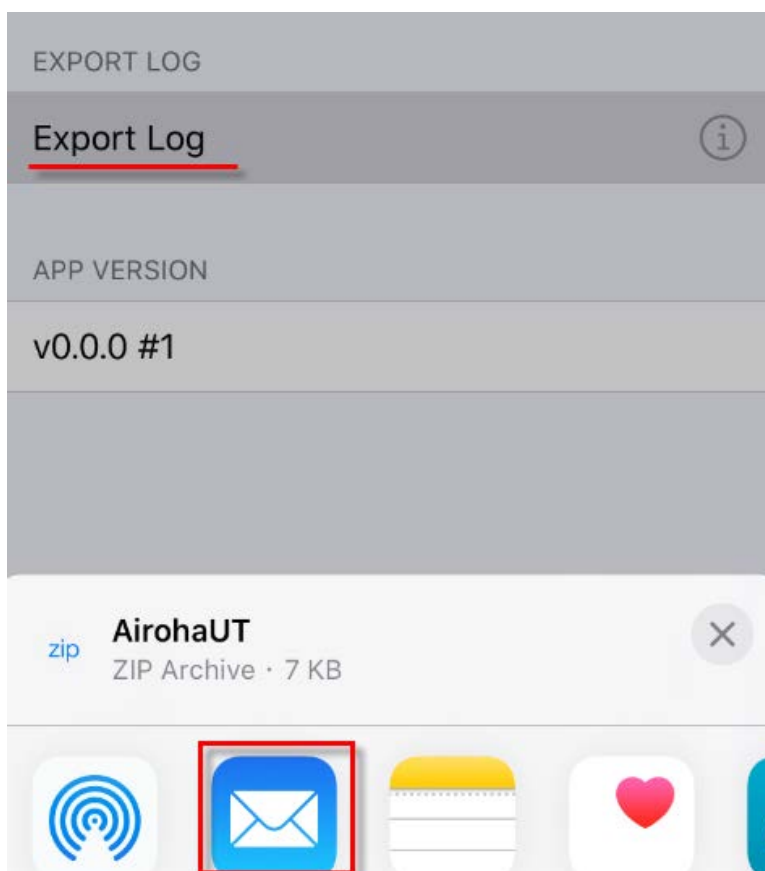 EXPORT LOG
Export Log
APP VERSION
v0.0.0 #1
zip
AirohaUT
ZIP Archive · 7 KB